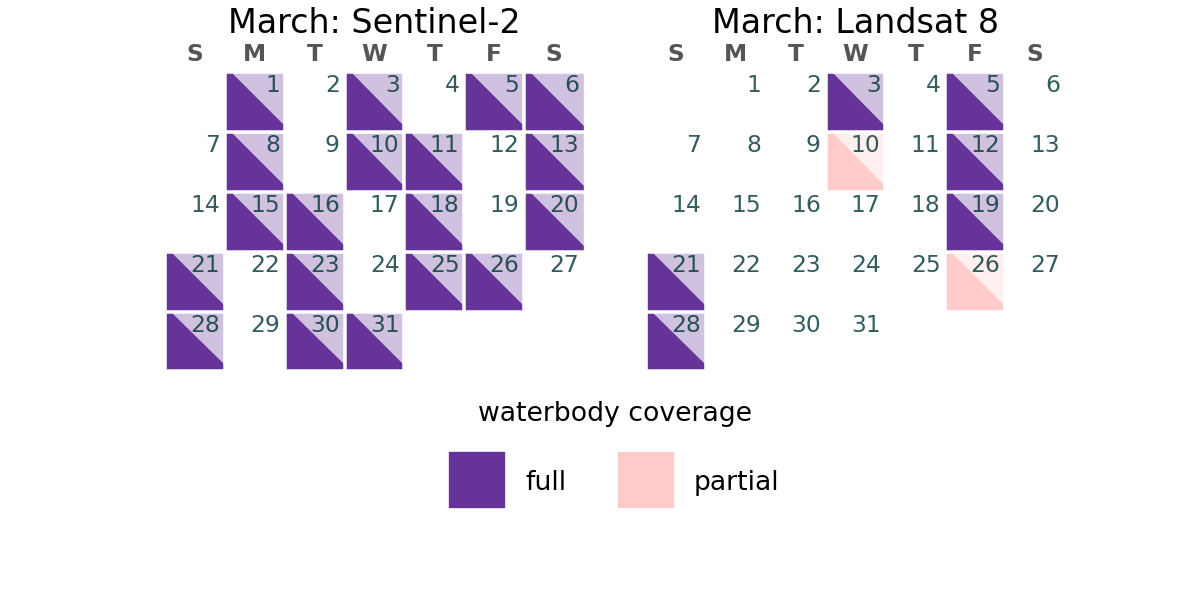 March: Sentinel-2
S M T W T F S
1 2 3 4 5 6
7 8 9 10 11 12 13
14 15 16 17 18 19 20
21 22 23 24 25 26 27
28 29 30 31
March: Landsat 8
S M T W T F S
1 2 3 4 5 6
7 8 9 10 11 12 13
14 15 16 17 18 19 20
21 22 23 24 25 26 27
28 29 30 31
waterbody coverage
full
partial